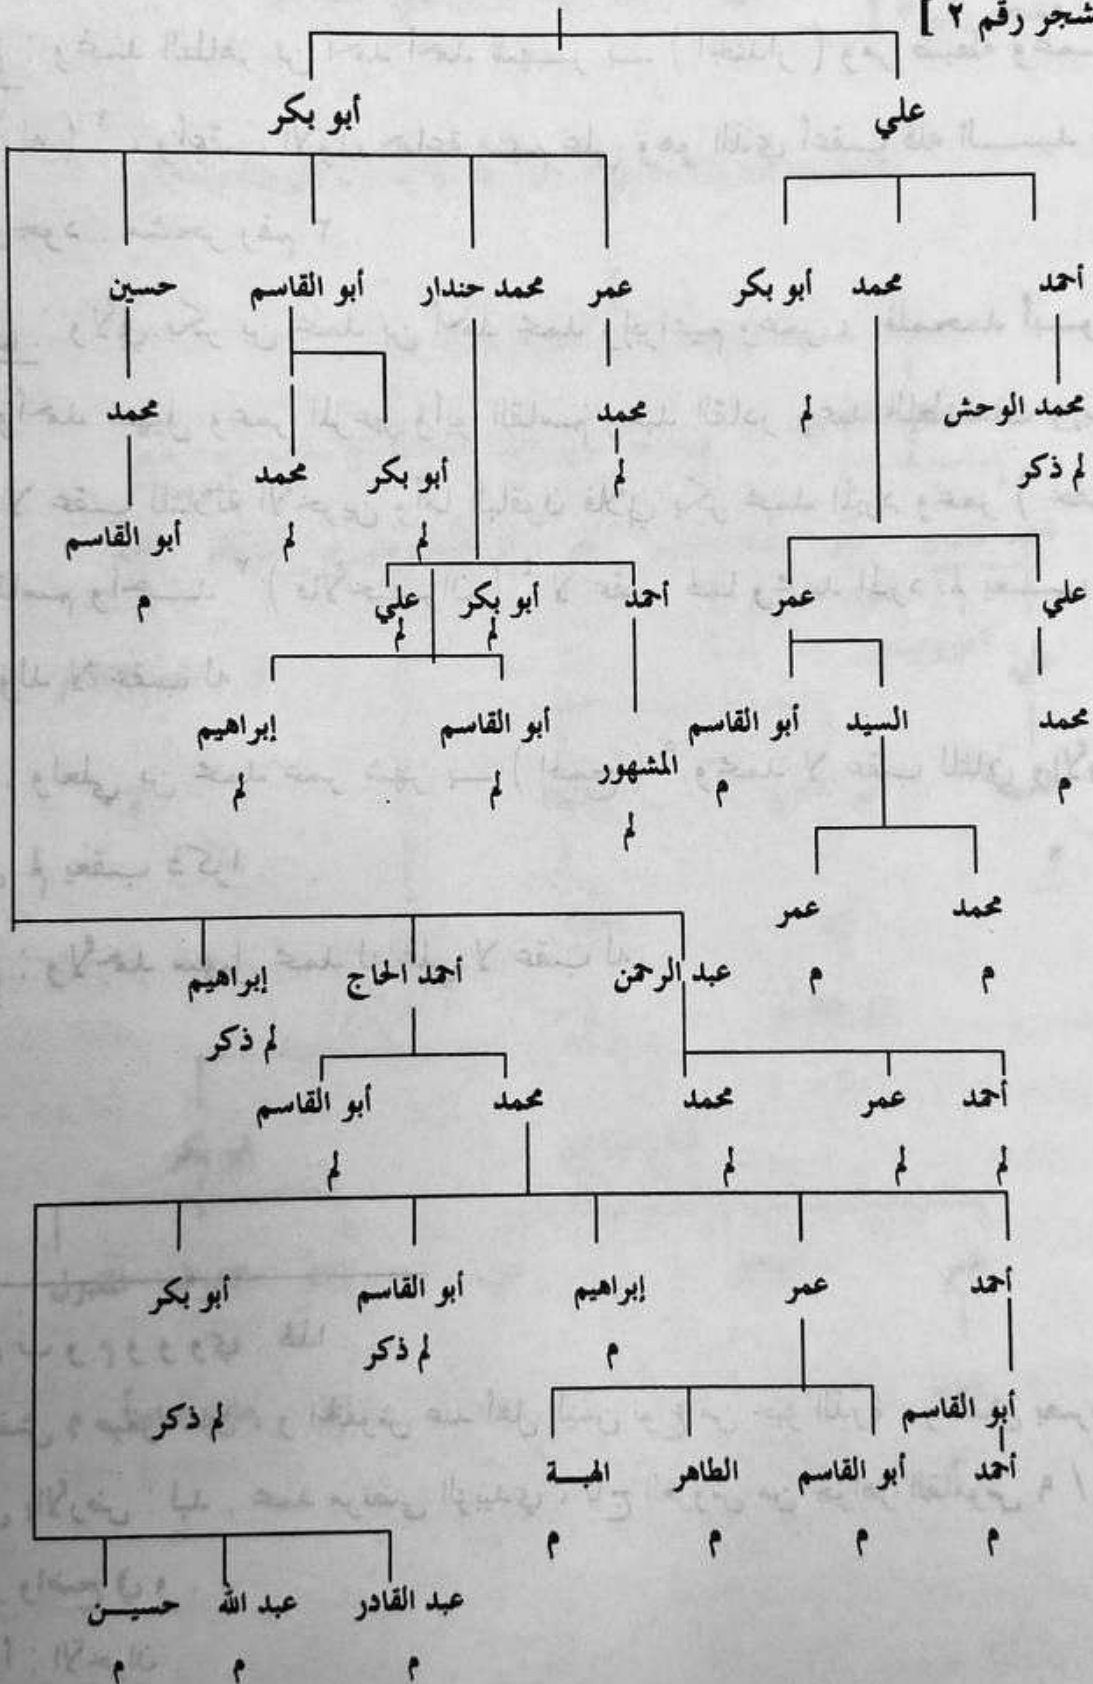 شجر رقم ٢ ]
علي أبو بكر
أحمد محمد أبو بكر عمر محمد حندار أبو القاسم حسين
محمد الوحش لم محمد محمد
لم ذكر لم أبو بكر محمد
لم لم أبو القاسم
علي عمر أحمد أبو بكر علي م
لم لم
محمد السيد أبو القاسم المشهور أبو القاسم إبراهيم
م م لم لم لم
محمد عمر
م م
عبد الرحمن أحمد الحاج إبراهيم
لم ذكر
أحمد عمر محمد محمد أبو القاسم
لم لم لم لم
أحمد عمر إبراهيم أبو القاسم أبو بكر
م لم ذكر لم ذكر
أبو القاسم
أحمد أبو القاسم الطاهر الهبـة
م م م م
عبد القادر عبد الله حسيـن
م م م